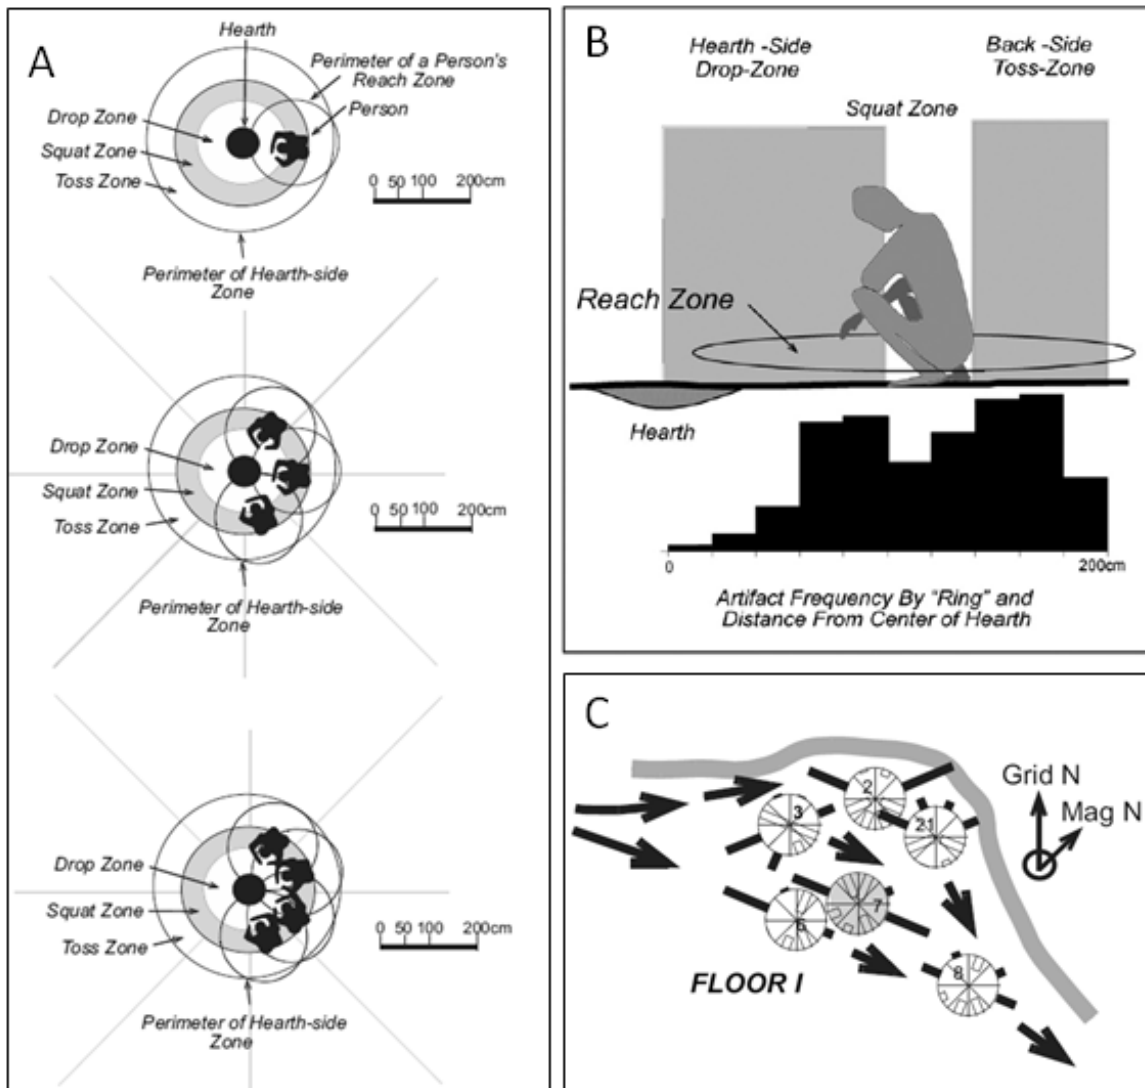 A
Hearth
Perimeter of a Person's
Reach Zone
Person
Drop Zone
Squat Zone
Toss Zone
0 50 100 200cm
Perimeter of Hearth-side
Zone
Drop Zone
Squat Zone
Toss Zone
0 50 100 200cm
Perimeter of Hearth-side
Zone
Drop Zone
Squat Zone
Toss Zone
0 50 100 200cm
Perimeter of Hearth-side
Zone
B
Hearth -Side
Drop-Zone
Back -Side
Toss-Zone
Squat Zone
Reach Zone
Hearth
0
200cm
Artifact Frequency By "Ring" and
Distance From Center of Hearth
C
Grid N
Mag N
2
3
21
7
6
8
FLOOR I